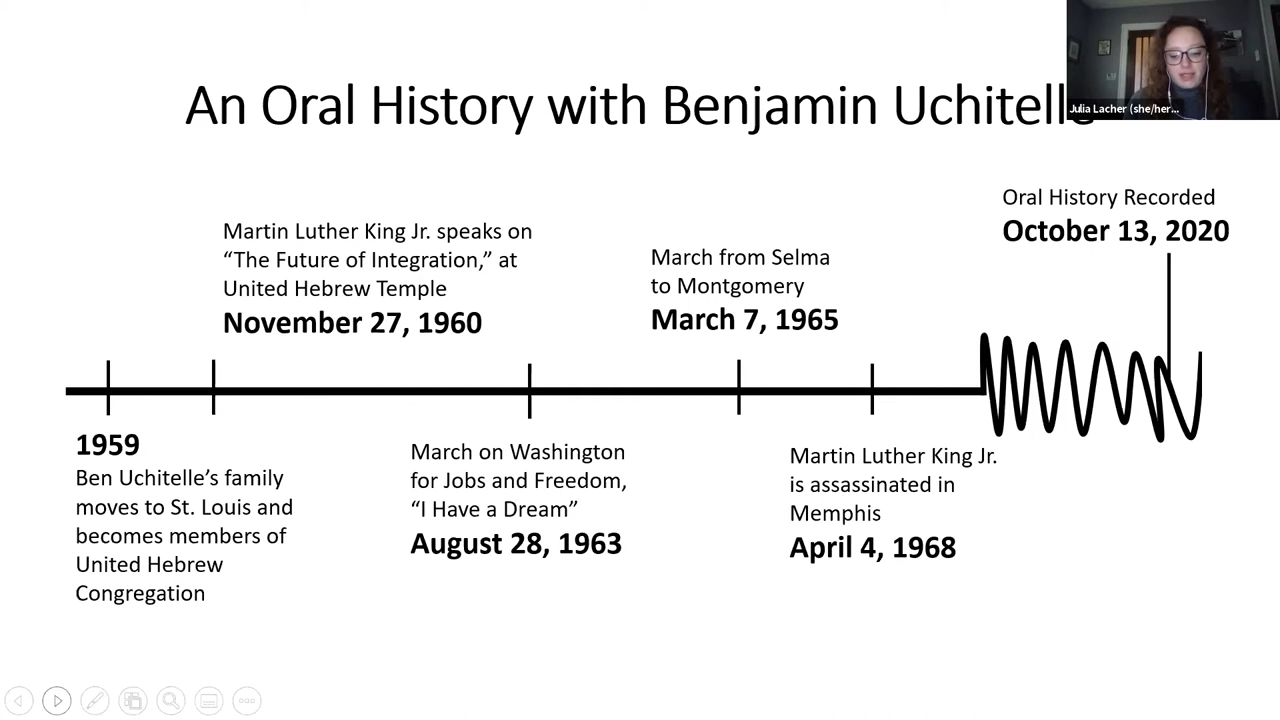 An Oral History with Benjamin Uchitelle
Julia Lacher (she/her...
Oral History Recorded
October 13, 2020
Martin Luther King Jr. speaks on
“The Future of Integration,” at
United Hebrew Temple
November 27, 1960
March from Selma
to Montgomery
March 7, 1965
1959
Ben Uchitelle’s family
moves to St. Louis and
becomes members of
United Hebrew
Congregation
March on Washington
for Jobs and Freedom,
“I Have a Dream”
August 28, 1963
Martin Luther King Jr.
is assassinated in
Memphis
April 4, 1968